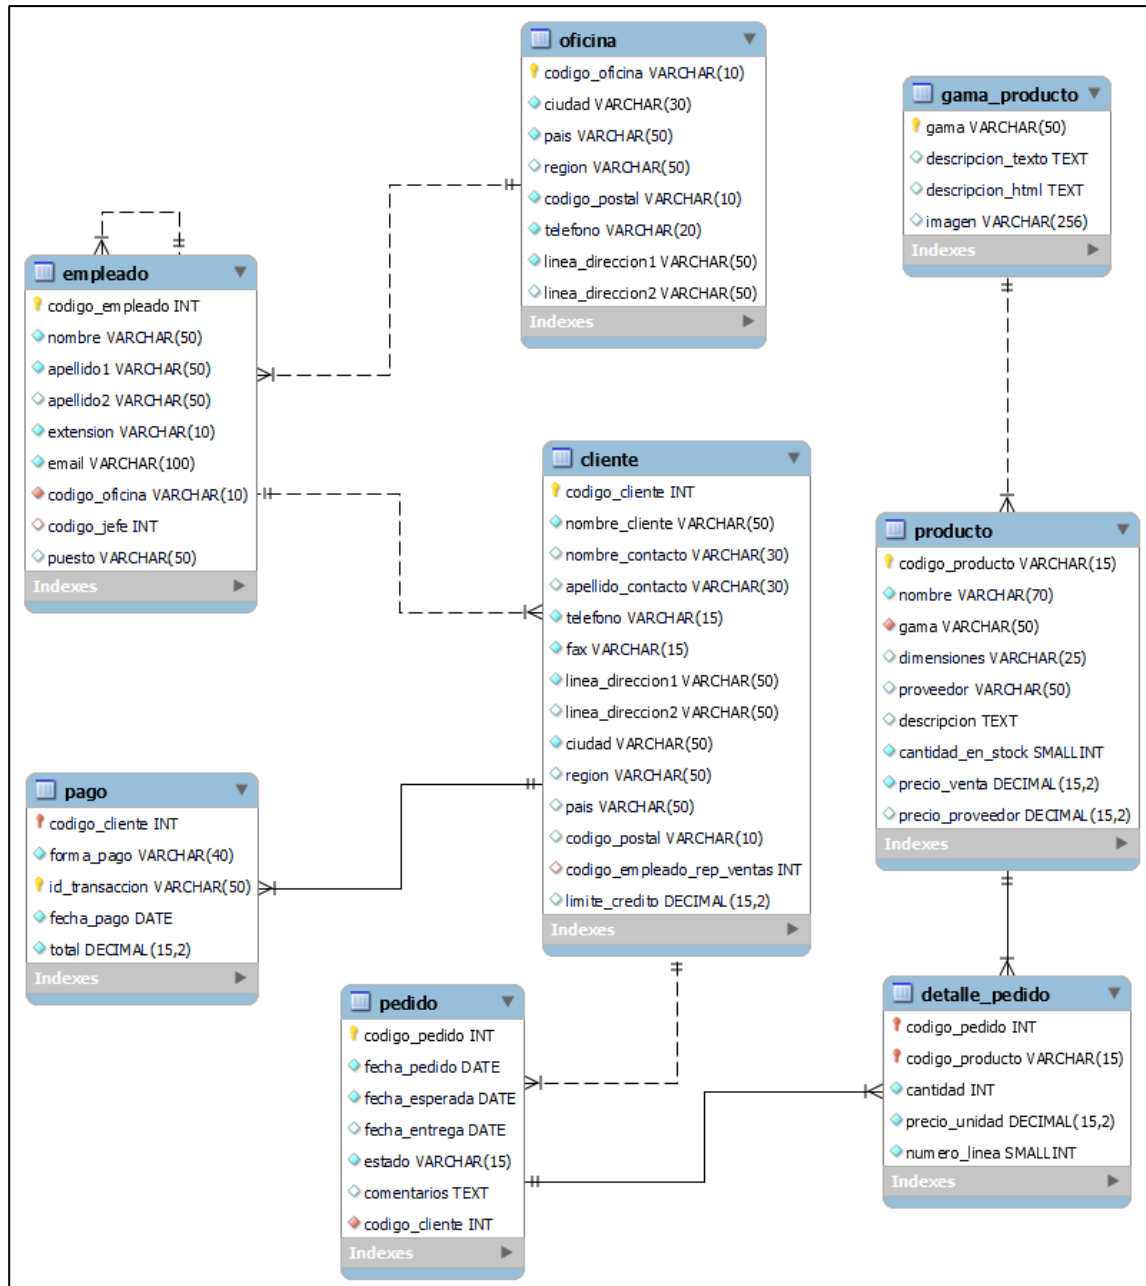 oficina
codigo_oficina VARCHAR(10)
ciudad VARCHAR(30)
pais VARCHAR(50)
region VARCHAR(50)
codigo_postal VARCHAR(10)
telefono VARCHAR(20)
linea_direccion1 VARCHAR(50)
linea_direccion2 VARCHAR(50)
Indexes
gama_producto
gama VARCHAR(50)
descripcion_texto TEXT
descripcion_html TEXT
imagen VARCHAR(256)
Indexes
empleado
codigo_empleado INT
nombre VARCHAR(50)
apellido1 VARCHAR(50)
apellido2 VARCHAR(50)
extension VARCHAR(10)
email VARCHAR(100)
codigo_oficina VARCHAR(10)
codigo_jefe INT
puesto VARCHAR(50)
Indexes
cliente
codigo_cliente INT
nombre_cliente VARCHAR(50)
nombre_contacto VARCHAR(30)
apellido_contacto VARCHAR(30)
telefono VARCHAR(15)
fax VARCHAR(15)
linea_direccion1 VARCHAR(50)
linea_direccion2 VARCHAR(50)
ciudad VARCHAR(50)
region VARCHAR(50)
pais VARCHAR(50)
codigo_postal VARCHAR(10)
codigo_empleado_rep_ventas INT
limite_credito DECIMAL(15,2)
Indexes
producto
codigo_producto VARCHAR(15)
nombre VARCHAR(70)
gama VARCHAR(50)
dimensiones VARCHAR(25)
proveedor VARCHAR(50)
descripcion TEXT
cantidad_en_stock SMALLINT
precio_venta DECIMAL(15,2)
precio_proveedor DECIMAL(15,2)
Indexes
pago
codigo_cliente INT
forma_pago VARCHAR(40)
id_transaccion VARCHAR(50)
fecha_pago DATE
total DECIMAL(15,2)
Indexes
pedido
codigo_pedido INT
fecha_pedido DATE
fecha_esperada DATE
fecha_entrega DATE
estado VARCHAR(15)
comentarios TEXT
codigo_cliente INT
Indexes
detalle_pedido
codigo_pedido INT
codigo_producto VARCHAR(15)
cantidad INT
precio_unidad DECIMAL(15,2)
numero_linea SMALLINT
Indexes